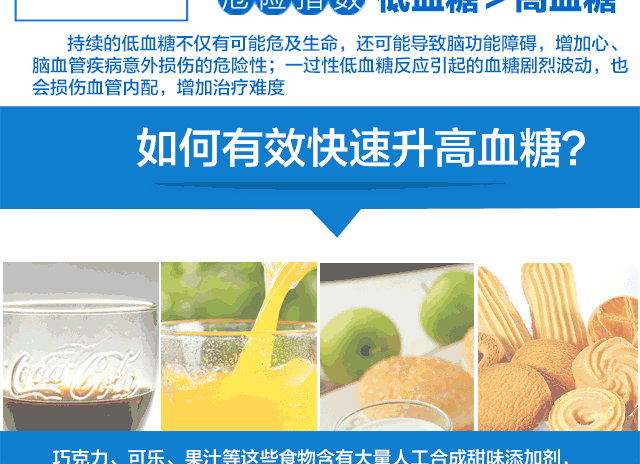 危险指数 低血糖>高血糖
持续的低血糖不仅有可能危及生命，还可能导致脑功能障碍，增加心、
脑血管疾病意外损伤的危险性；一过性低血糖反应引起的血糖剧烈波动，也
会损伤血管内配，增加治疗难度
如何有效快速升高血糖?
Coca-Cola
巧克力、可乐、果汁等这些食物含有大量人工合成甜味添加剂，